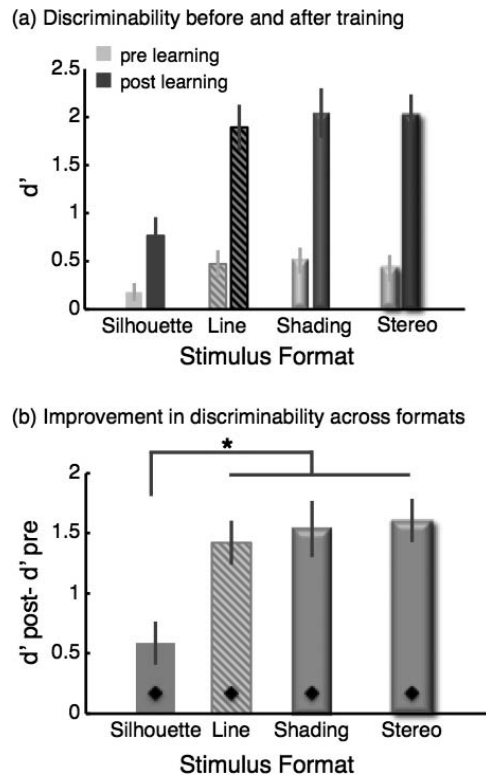 (a) Discriminability before and after training
pre learning
post learning
2.5
2
1.5
1
0.5
0
d'
Silhouette Line Shading Stereo
Stimulus Format
(b) Improvement in discriminability across formats
*
2
1.5
1
0.5
0
d' post- d' pre
Silhouette Line Shading Stereo
Stimulus Format